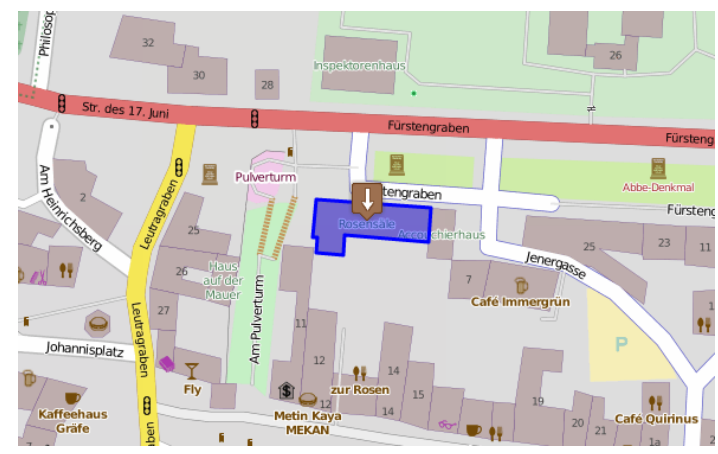 32
30
28
26
Inspektorenhaus
Str. des 17. Juni
Fürstengraben
Fürsteng
Philosop
Am Heinrichsberg
2
Leutragraben
Pulverturm
tengraben
Abbe-Denkmal
Fürsteng
25
Rosensäle
Accouchierhaus
Jenergasse
25
23
11
26
Haus
auf der
Mauer
Am Pulverturm
7
Café Immergrün
27
Leutragraben
Johannisplatz
11
12
P
Fly
zur Rosen
14
15
19
Kaffeehaus
Gräfe
Metin Kaya
MEKAN
12
14
20
21
Café Quirinus
1a
ben